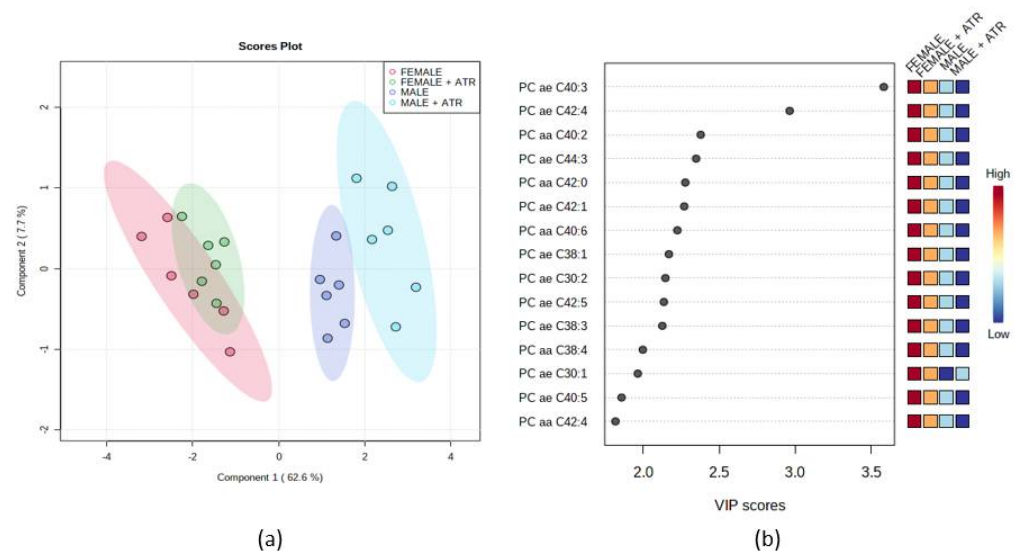 Scores Plot
FEMALE
FEMALE + ATR
MALE
MALE + ATR
Component 2 ( 7.7 %)
2
1
0
-1
-2
-4
-2
0
2
4
Component 1 ( 62.6 %)
(a)
FEMALE
FEMALE + ATR
MALE
MALE + ATR
PC ae C40:3
PC ae C42:4
PC aa C40:2
PC ae C44:3
PC aa C42:0
PC ae C42:1
PC aa C40:6
PC ae C38:1
PC ae C30:2
PC ae C42:5
PC ae C38:3
PC aa C38:4
PC ae C30:1
PC ae C40:5
PC aa C42:4
High
Low
2.0
2.5
3.0
3.5
VIP scores
(b)